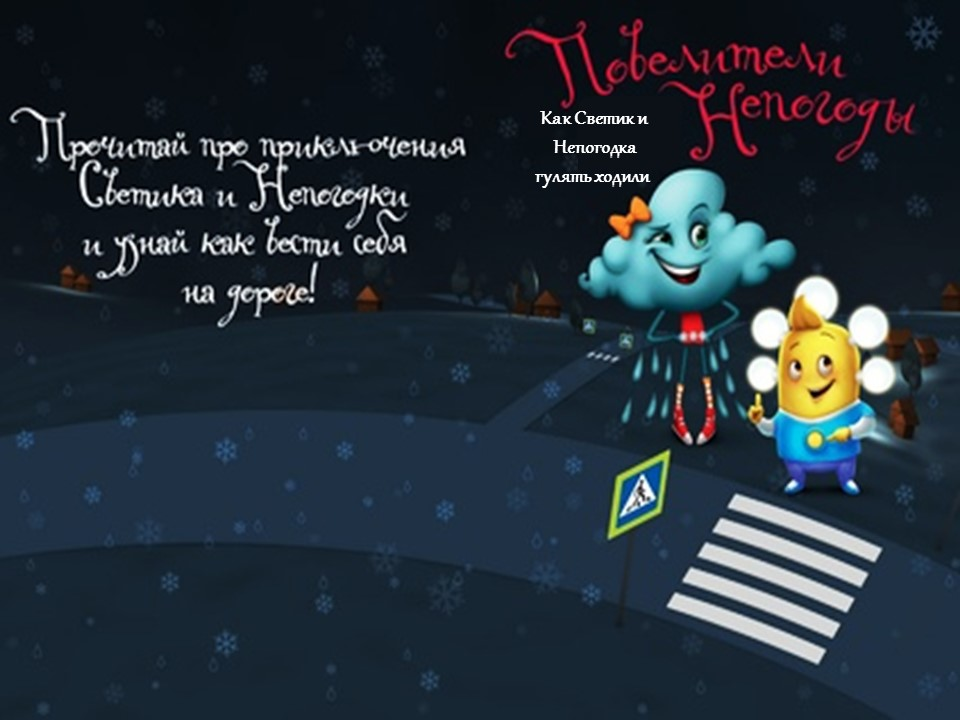 Прочитай про приключения
Светика и Непогодки
и узнай как вести себя
на дороге!
Повелители
Непогоды
Как Светик и
Непогодка
гулять ходили